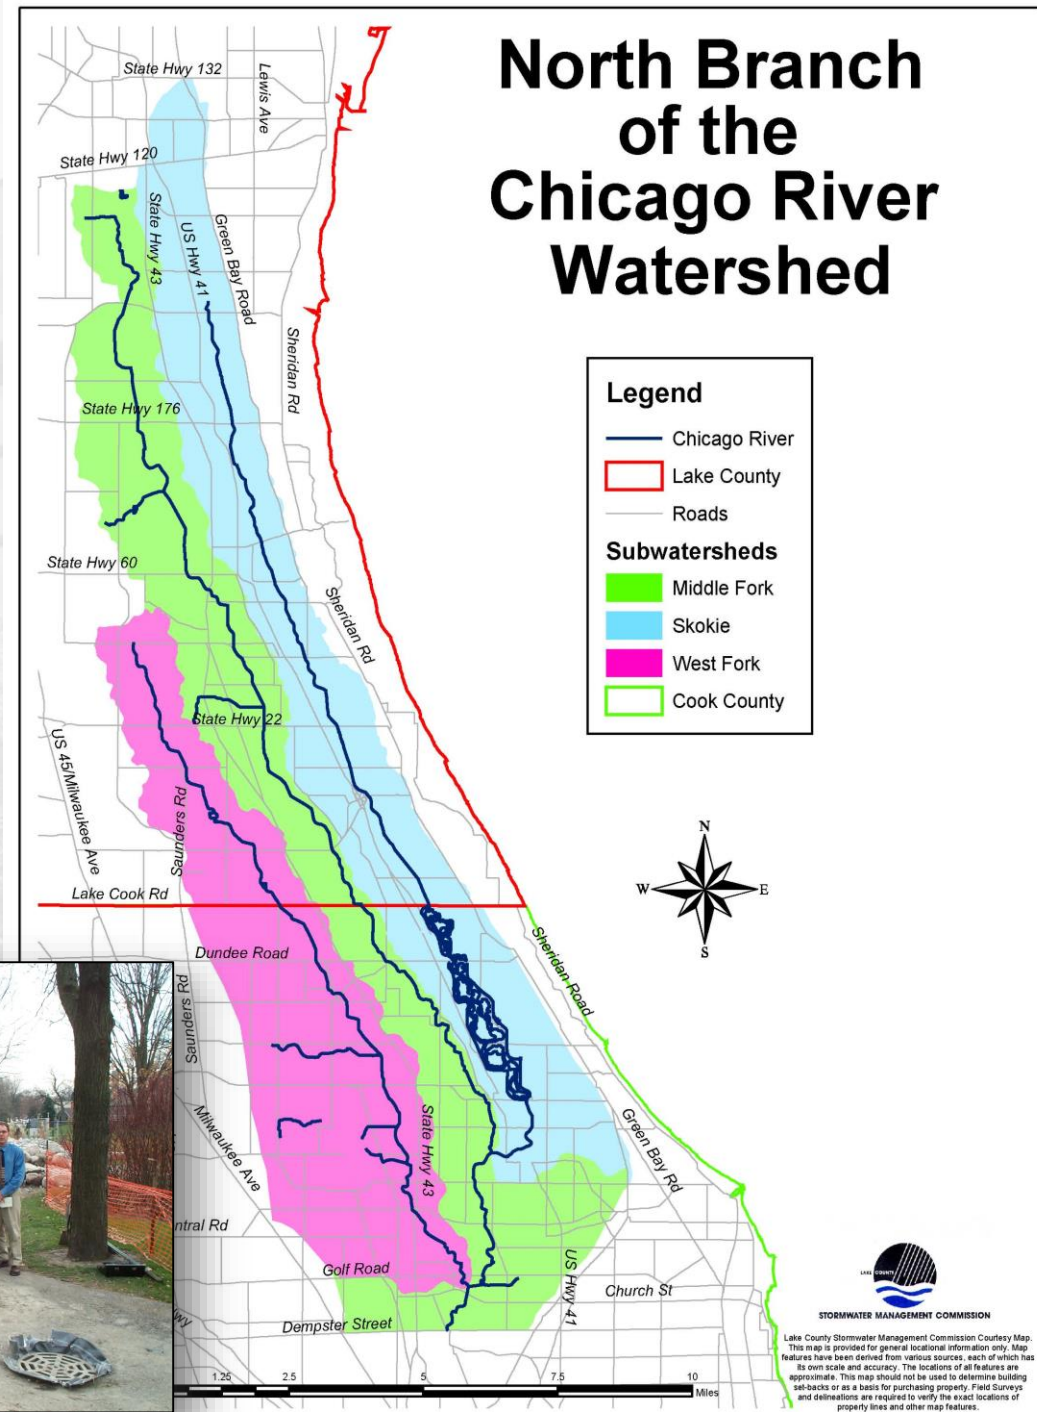 North Branch
of the
Chicago River
Watershed
State Hwy 132
Lewis Ave
State Hwy 120
State Hwy 43
US Hwy 41
Green Bay Road
Sheridan Rd
State Hwy 176
State Hwy 60
Sheridan Rd
State Hwy 22
US 45/Milwaukee Ave
Saunders Rd
Lake Cook Rd
Dundee Road
Sheridan Road
Saunders Rd
Milwaukee Ave
State Hwy 43
Green Bay Rd
ntral Rd
Golf Road
US Hwy 41
Church St
Dempster Street
wy
Legend
Chicago River
Lake County
Roads
Subwatersheds
Middle Fork
Skokie
West Fork
Cook County
N
W E
S
1.25 2.5 5 7.5 10
Miles
LAKE COUNTY
STORMWATER MANAGEMENT COMMISSION
Lake County Stormwater Management Commission Courtesy Map.
This map is provided for general locational information only. Map
features have been derived from various sources, each of which has
its own scale and accuracy. The locations of all features are
approximate. This map should not be used to determine building
set-backs or as a basis for purchasing property. Field Surveys
and delineations are required to verify the exact locations of
property lines and other map features.